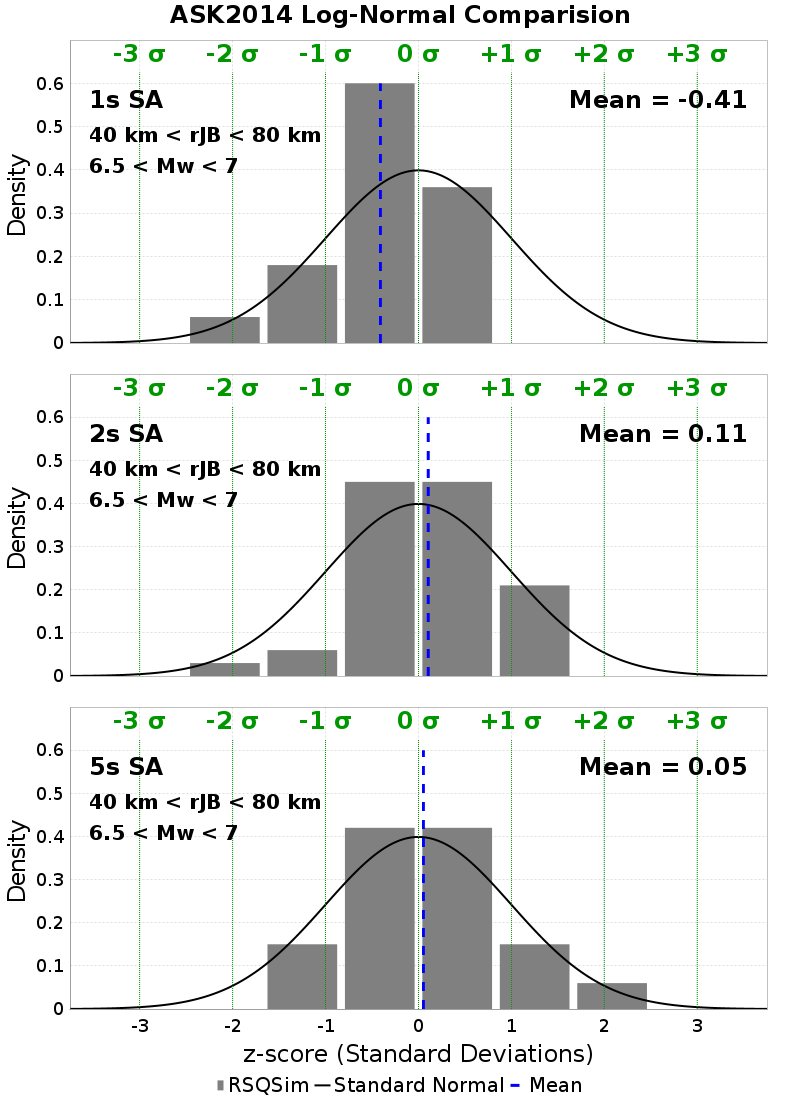 ASK2014 Log-Normal Comparision
-3 σ -2 σ -1 σ 0 σ +1 σ +2 σ +3 σ
1s SA
Mean = -0.41
40 km < rJB < 80 km
6.5 < Mw < 7
Density
0.6
0.5
0.4
0.3
0.2
0.1
0
-3 σ -2 σ -1 σ 0 σ +1 σ +2 σ +3 σ
2s SA
Mean = 0.11
40 km < rJB < 80 km
6.5 < Mw < 7
Density
0.6
0.5
0.4
0.3
0.2
0.1
0
-3 σ -2 σ -1 σ 0 σ +1 σ +2 σ +3 σ
5s SA
Mean = 0.05
40 km < rJB < 80 km
6.5 < Mw < 7
Density
0.6
0.5
0.4
0.3
0.2
0.1
0
-3 -2 -1 0 1 2 3
z-score (Standard Deviations)
RSQSim Standard Normal Mean